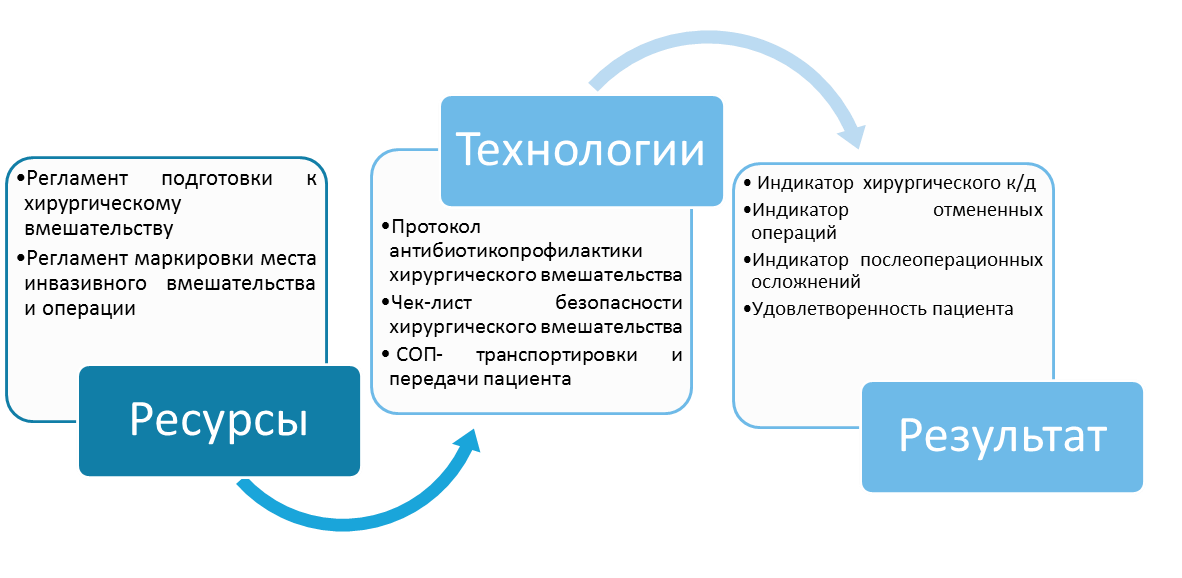 •Регламент подготовки к
хирургическому
вмешательству
•Регламент маркировки места
инвазивного вмешательства
и операции
Ресурсы
Технологии
•Протокол
антибиотикопрофилактики
хирургического вмешательства
•Чек-лист безопасности
хирургического вмешательства
• СОП- транспортировки и
передачи пациента
• Индикатор хирургического к/д
•Индикатор отмененных
операций
•Индикатор послеоперационных
осложнений
•Удовлетворенность пациента
Результат